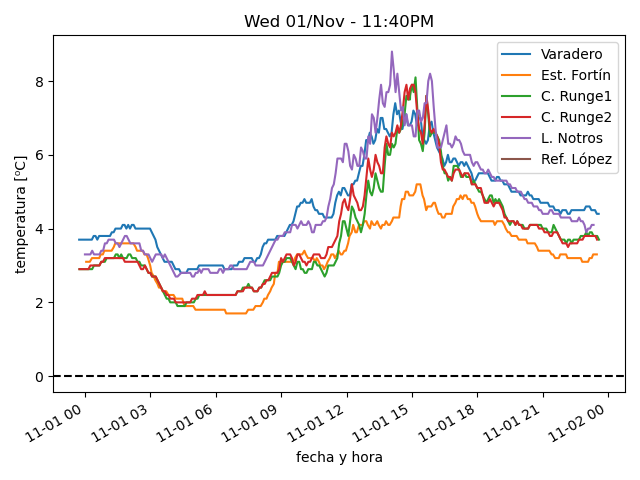 Wed 01/Nov - 11:40PM
Varadero
Est. Fortín
C. Runge1
C. Runge2
L. Notros
Ref. López
temperatura [ºC]
8
6
4
2
0
11-01 00
11-01 03
11-01 06
11-01 09
11-01 12
11-01 15
11-01 18
11-01 21
11-02 00
fecha y hora